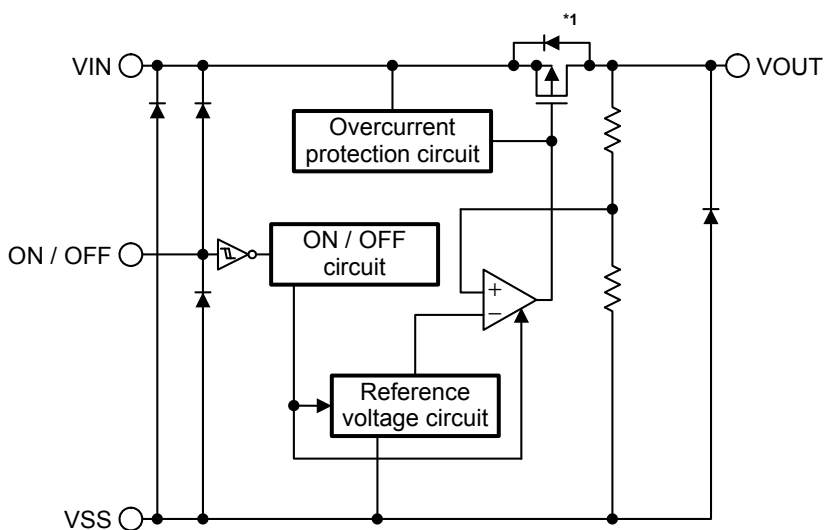 *1
VIN
VOUT
Overcurrent
protection circuit
ON / OFF
ON / OFF
circuit
+
−
Reference
voltage circuit
VSS